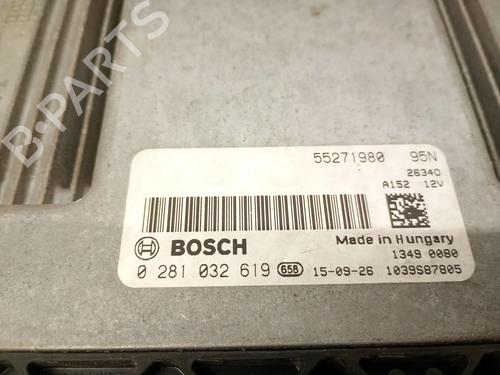 B-PARTS
55271980 95N
26340
A152 12V
BOSCH
Made in Hungary
1349 0080
0 281 032 619 658 15-09-26 1039S87805